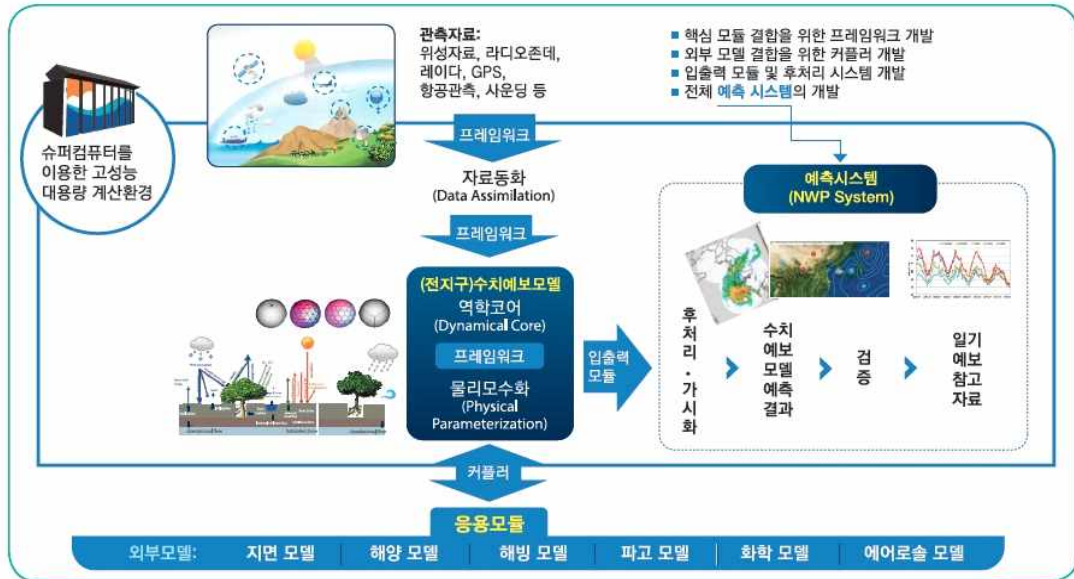 관측자료:
위성자료, 라디오존데,
레이다, GPS,
항공관측, 사운딩 등
■ 핵심 모듈 결합을 위한 프레임워크 개발
■ 외부 모델 결합을 위한 커플러 개발
■ 입출력 모듈 및 후처리 시스템 개발
■ 전체 예측 시스템의 개발
슈퍼컴퓨터를
이용한 고성능
대용량 계산환경
프레임워크
자료동화
(Data Assimilation)
프레임워크
(전지구)수치예보모델
역학코어
(Dynamical Core)
프레임워크
물리모수화
(Physical
Parameterization)
입출력
모듈
예측시스템
(NWP System)
후처리·가시화
수치
예보
모델
예측
결과
검증
일기
예보
참고
자료
커플러
응용모듈
외부모델: 지면 모델 해양 모델 해빙 모델 파고 모델 화학 모델 에어로솔 모델